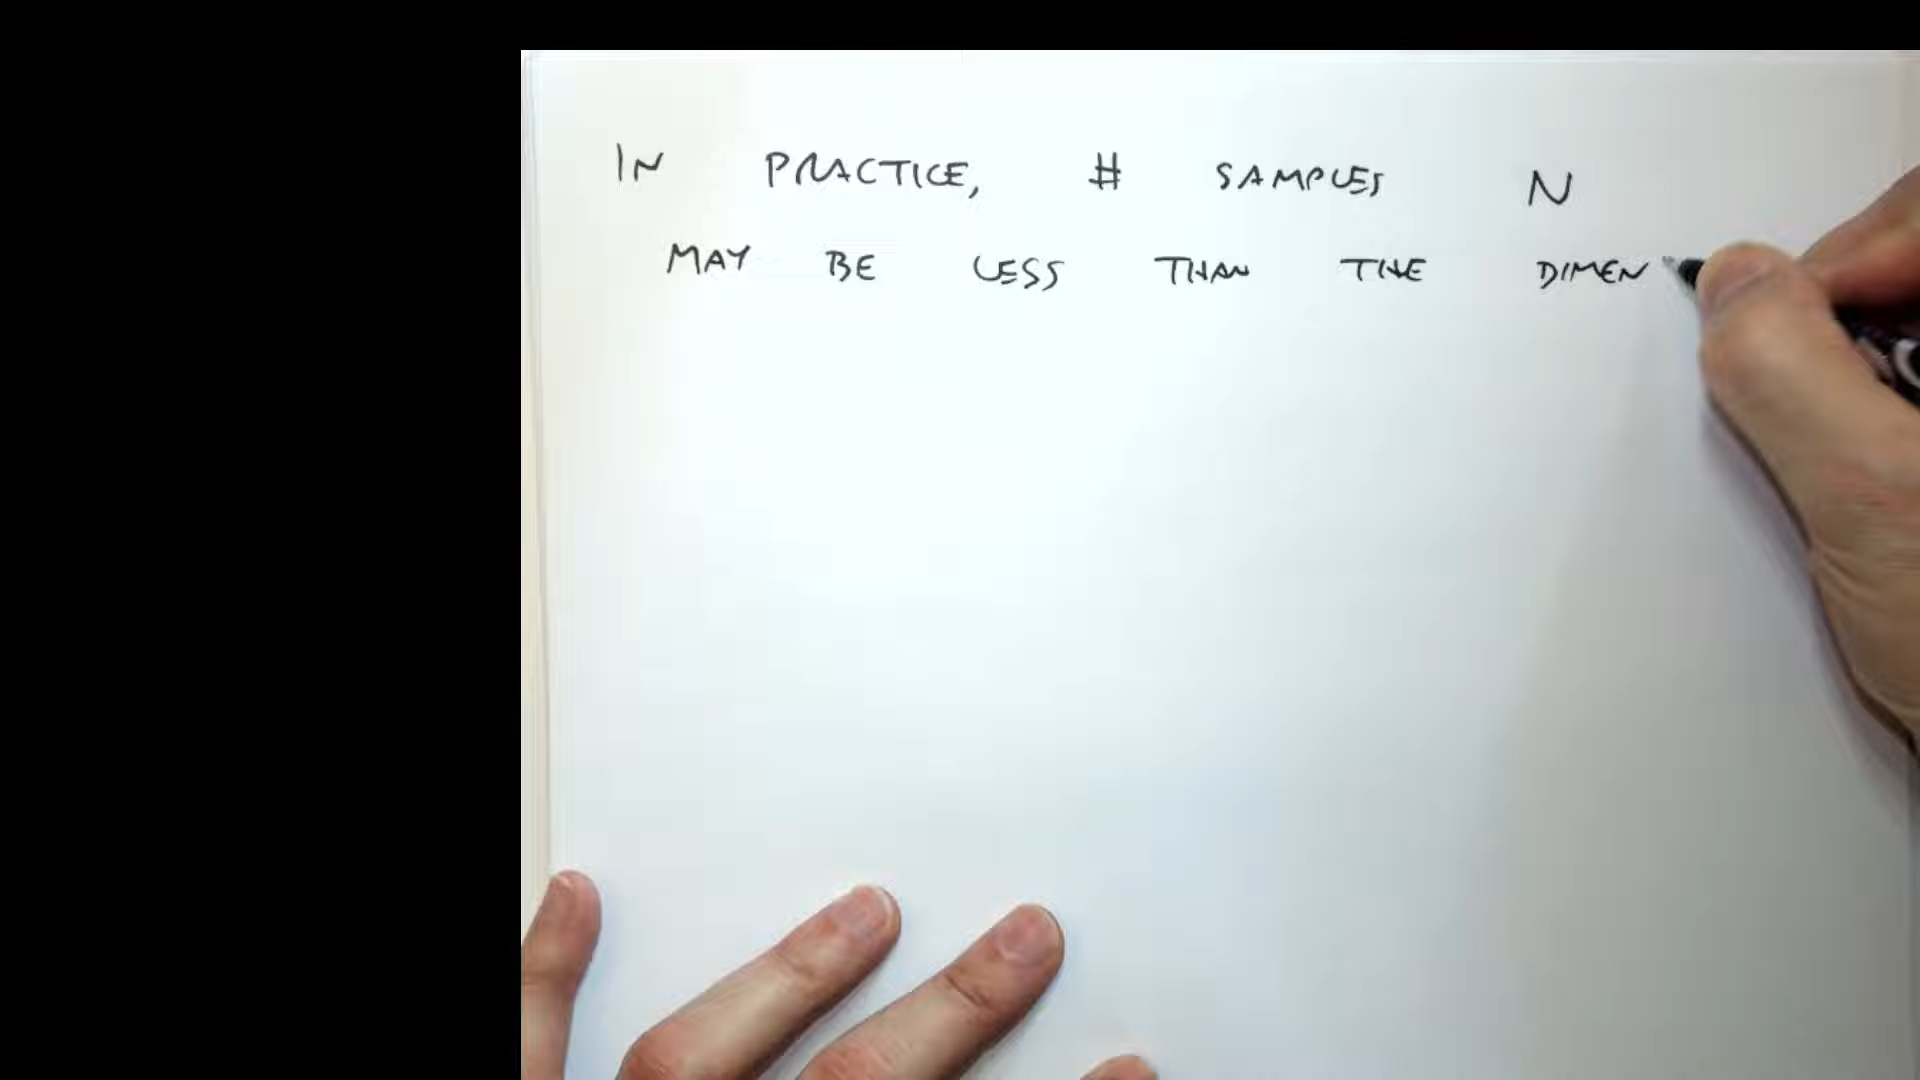 IN PRACTICE, # SAMPLES N
MAY BE LESS THAN THE DIMEN